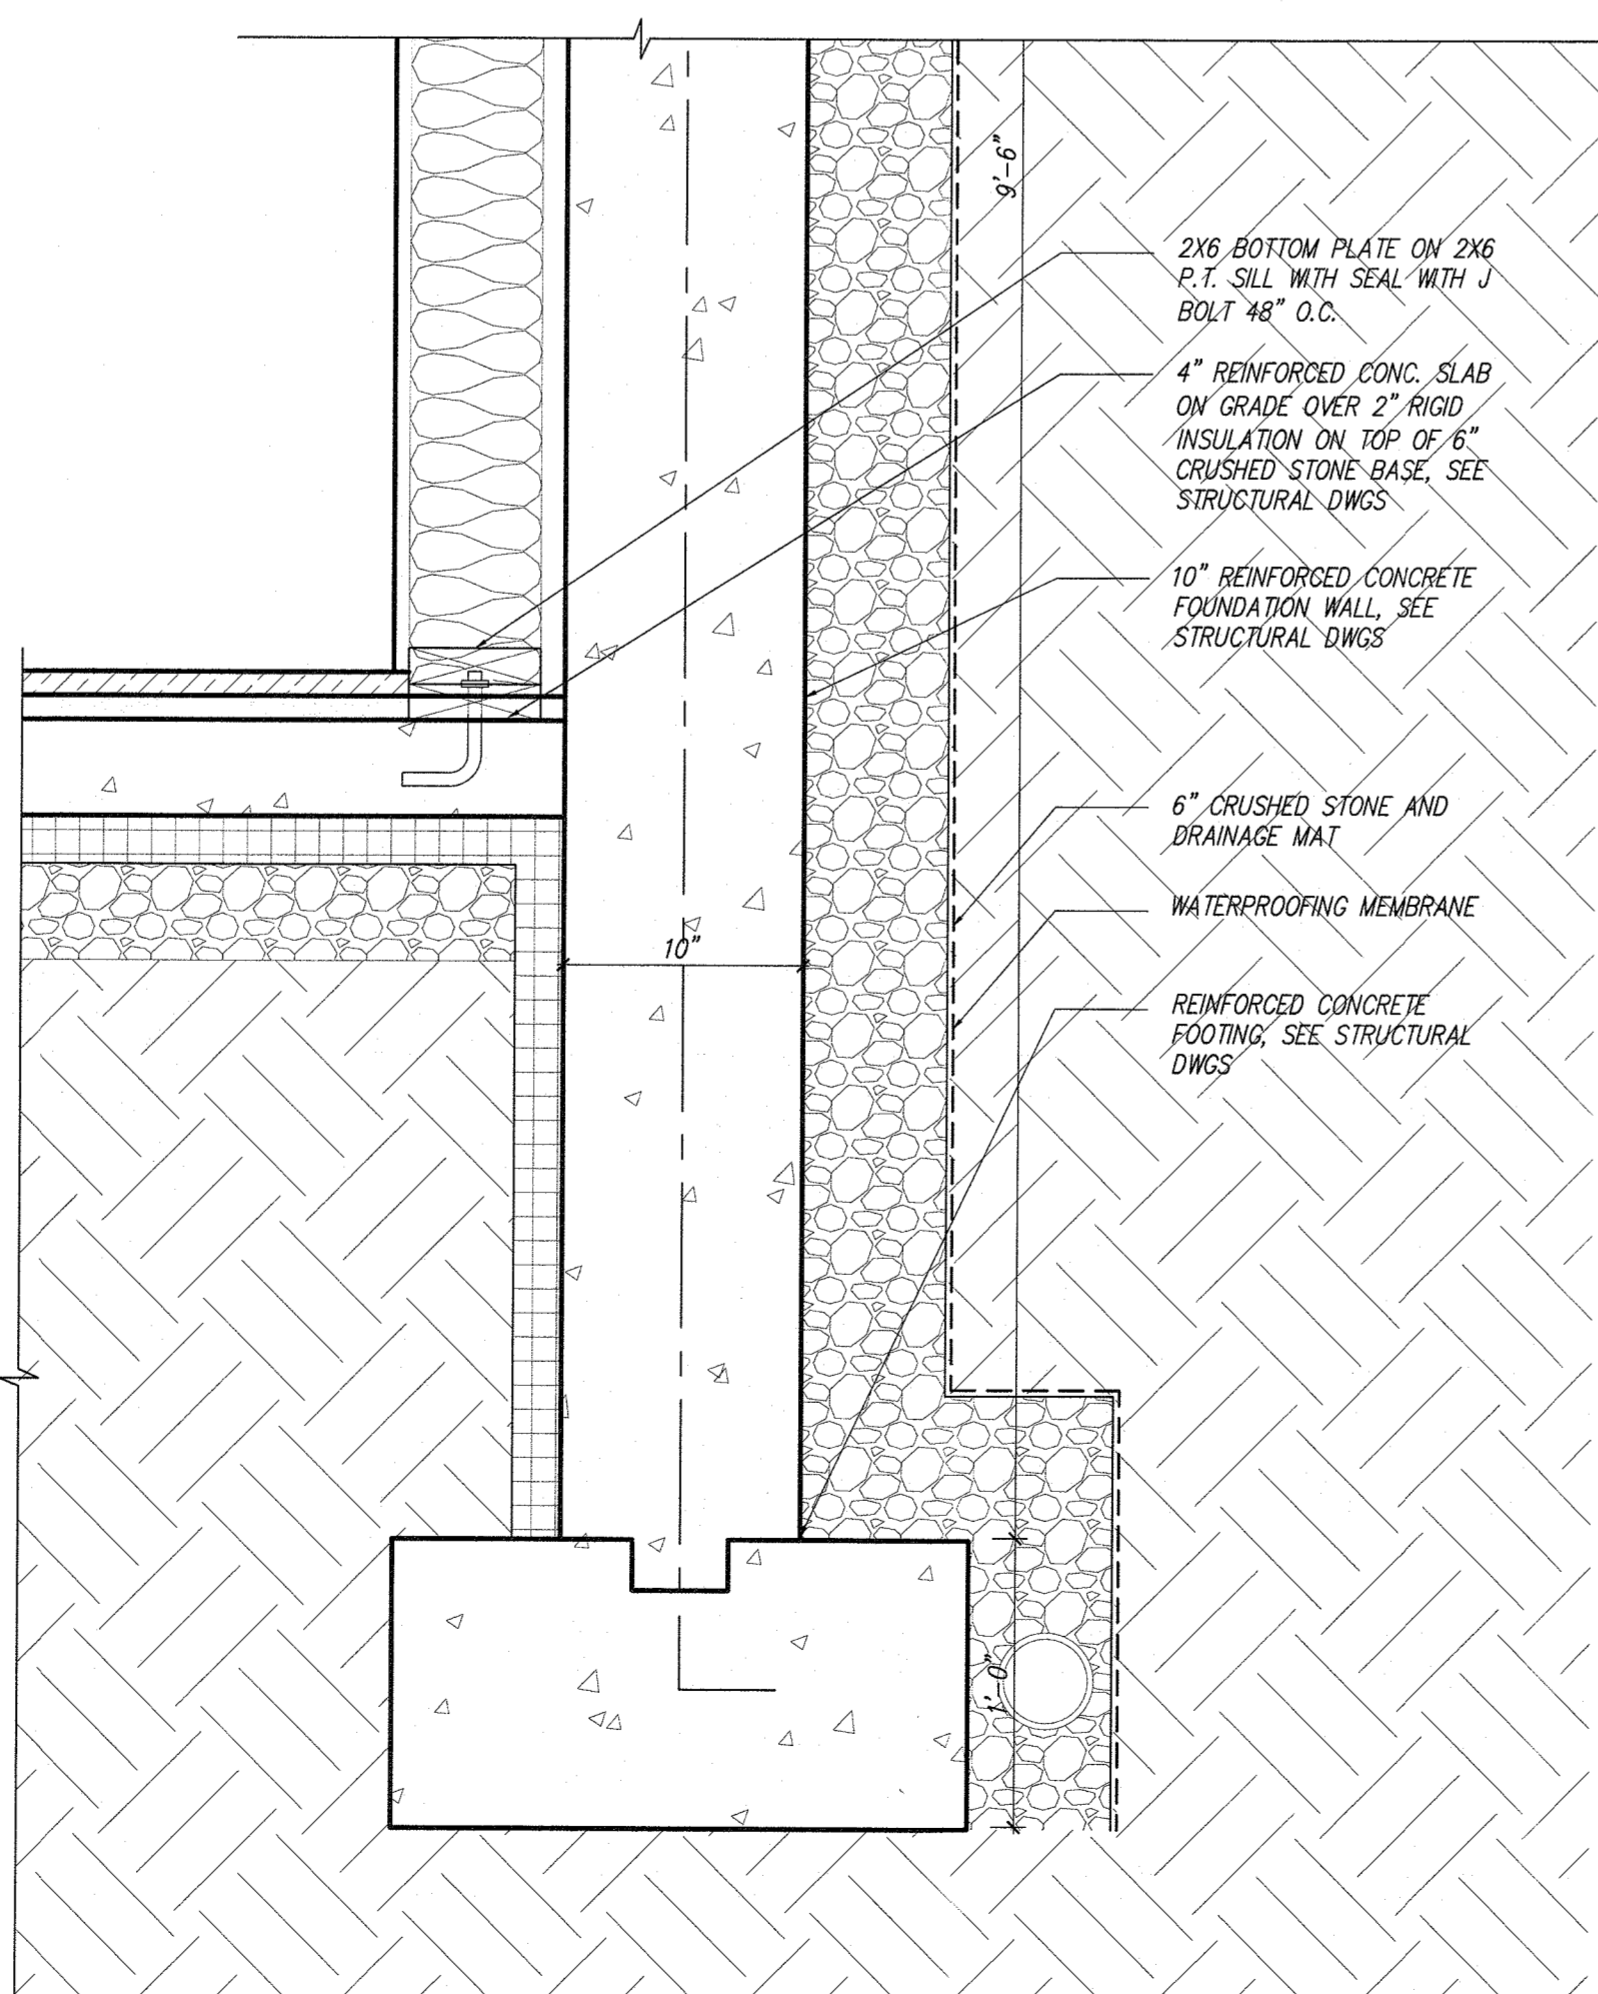 9'-6"
2X6 BOTTOM PLATE ON 2X6
P.T. SILL WITH SEAL WITH J
BOLT 48" O.C.
4" REINFORCED CONC. SLAB
ON GRADE OVER 2" RIGID
INSULATION ON TOP OF 6"
CRUSHED STONE BASE, SEE
STRUCTURAL DWGS
10" REINFORCED CONCRETE
FOUNDATION WALL, SEE
STRUCTURAL DWGS
6" CRUSHED STONE AND
DRAINAGE MAT
WATERPROOFING MEMBRANE
10"
REINFORCED CONCRETE
FOOTING, SEE STRUCTURAL
DWGS
1'-0"